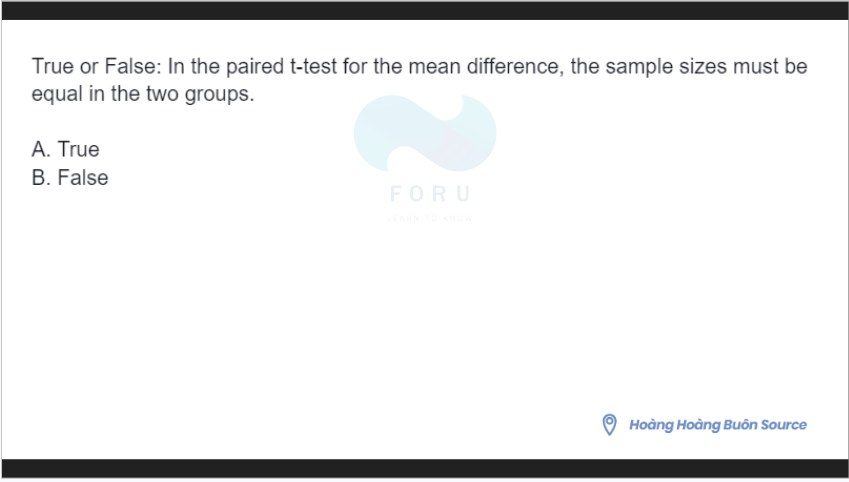 True or False: In the paired t-test for the mean difference, the sample sizes must be
equal in the two groups.
A. True
B. False
FORU
Hoàng Hoàng Buôn Source